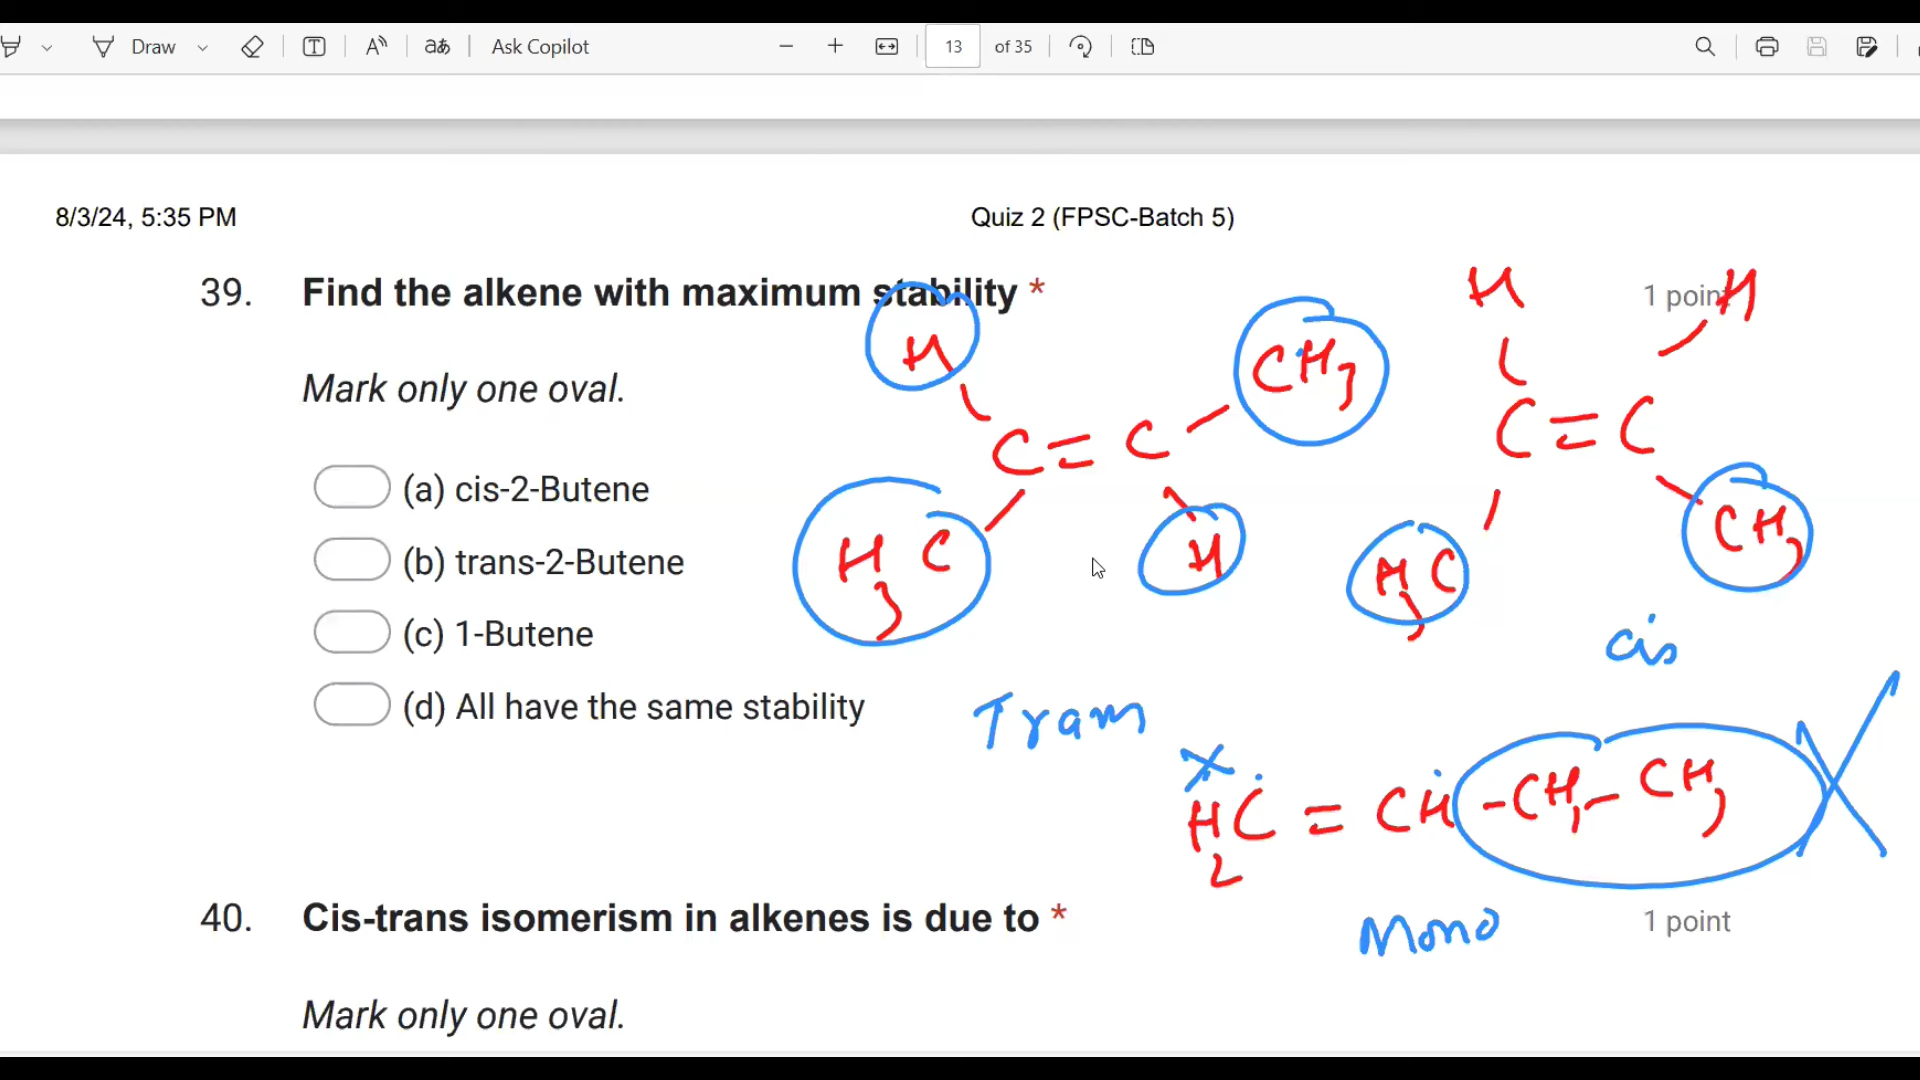 Draw
Ask Copilot
13 of 35
8/3/24, 5:35 PM
Quiz 2 (FPSC-Batch 5)
39. Find the alkene with maximum stability *
1 point
Mark only one oval.
(a) cis-2-Butene
(b) trans-2-Butene
(c) 1-Butene
(d) All have the same stability
H
CH3
C = C
H3C
H
Trans
H
H
C = C
H3C
CH3
cis
H2C = CH - CH2 - CH3
Mono
40. Cis-trans isomerism in alkenes is due to *
1 point
Mark only one oval.